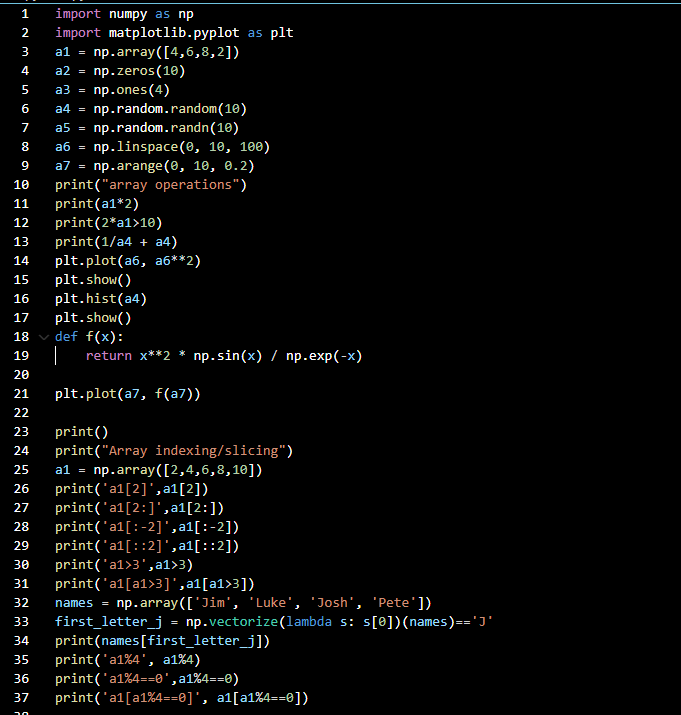 1 import numpy as np
2 import matplotlib.pyplot as plt
3 a1 = np.array([4,6,8,2])
4 a2 = np.zeros(10)
5 a3 = np.ones(4)
6 a4 = np.random.random(10)
7 a5 = np.random.randn(10)
8 a6 = np.linspace(0, 10, 100)
9 a7 = np.arange(0, 10, 0.2)
10 print("array operations")
11 print(a1*2)
12 print(2*a1>10)
13 print(1/a4 + a4)
14 plt.plot(a6, a6**2)
15 plt.show()
16 plt.hist(a4)
17 plt.show()
18 def f(x):
19     return x**2 * np.sin(x) / np.exp(-x)
20
21 plt.plot(a7, f(a7))
22
23 print()
24 print("Array indexing/slicing")
25 a1 = np.array([2,4,6,8,10])
26 print('a1[2]',a1[2])
27 print('a1[2:]',a1[2:])
28 print('a1[:-2]',a1[:-2])
29 print('a1[::2]',a1[::2])
30 print('a1>3',a1>3)
31 print('a1[a1>3]',a1[a1>3])
32 names = np.array(['Jim', 'Luke', 'Josh', 'Pete'])
33 first_letter_j = np.vectorize(lambda s: s[0])(names)=='J'
34 print(names[first_letter_j])
35 print('a1%4', a1%4)
36 print('a1%4==0',a1%4==0)
37 print('a1[a1%4==0]', a1[a1%4==0])